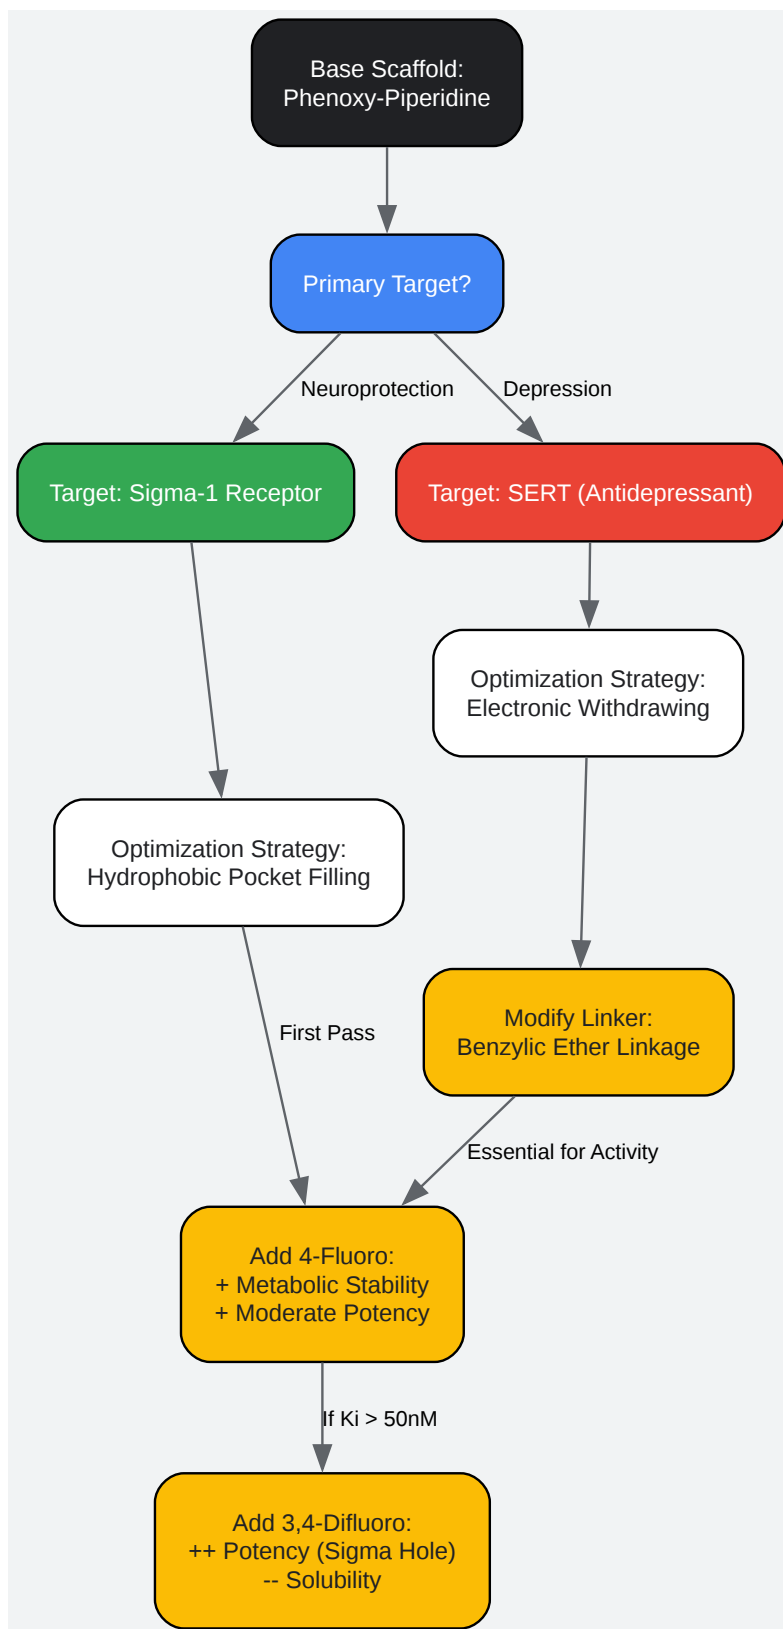 Base Scaffold:
Phenoxy-Piperidine
Primary Target?
Neuroprotection
Depression
Target: Sigma-1 Receptor
Target: SERT (Antidepressant)
Optimization Strategy:
Electronic Withdrawing
Optimization Strategy:
Hydrophobic Pocket Filling
Modify Linker:
Benzylic Ether Linkage
First Pass
Essential for Activity
Add 4-Fluoro:
+ Metabolic Stability
+ Moderate Potency
If Ki > 50nM
Add 3,4-Difluoro:
++ Potency (Sigma Hole)
-- Solubility